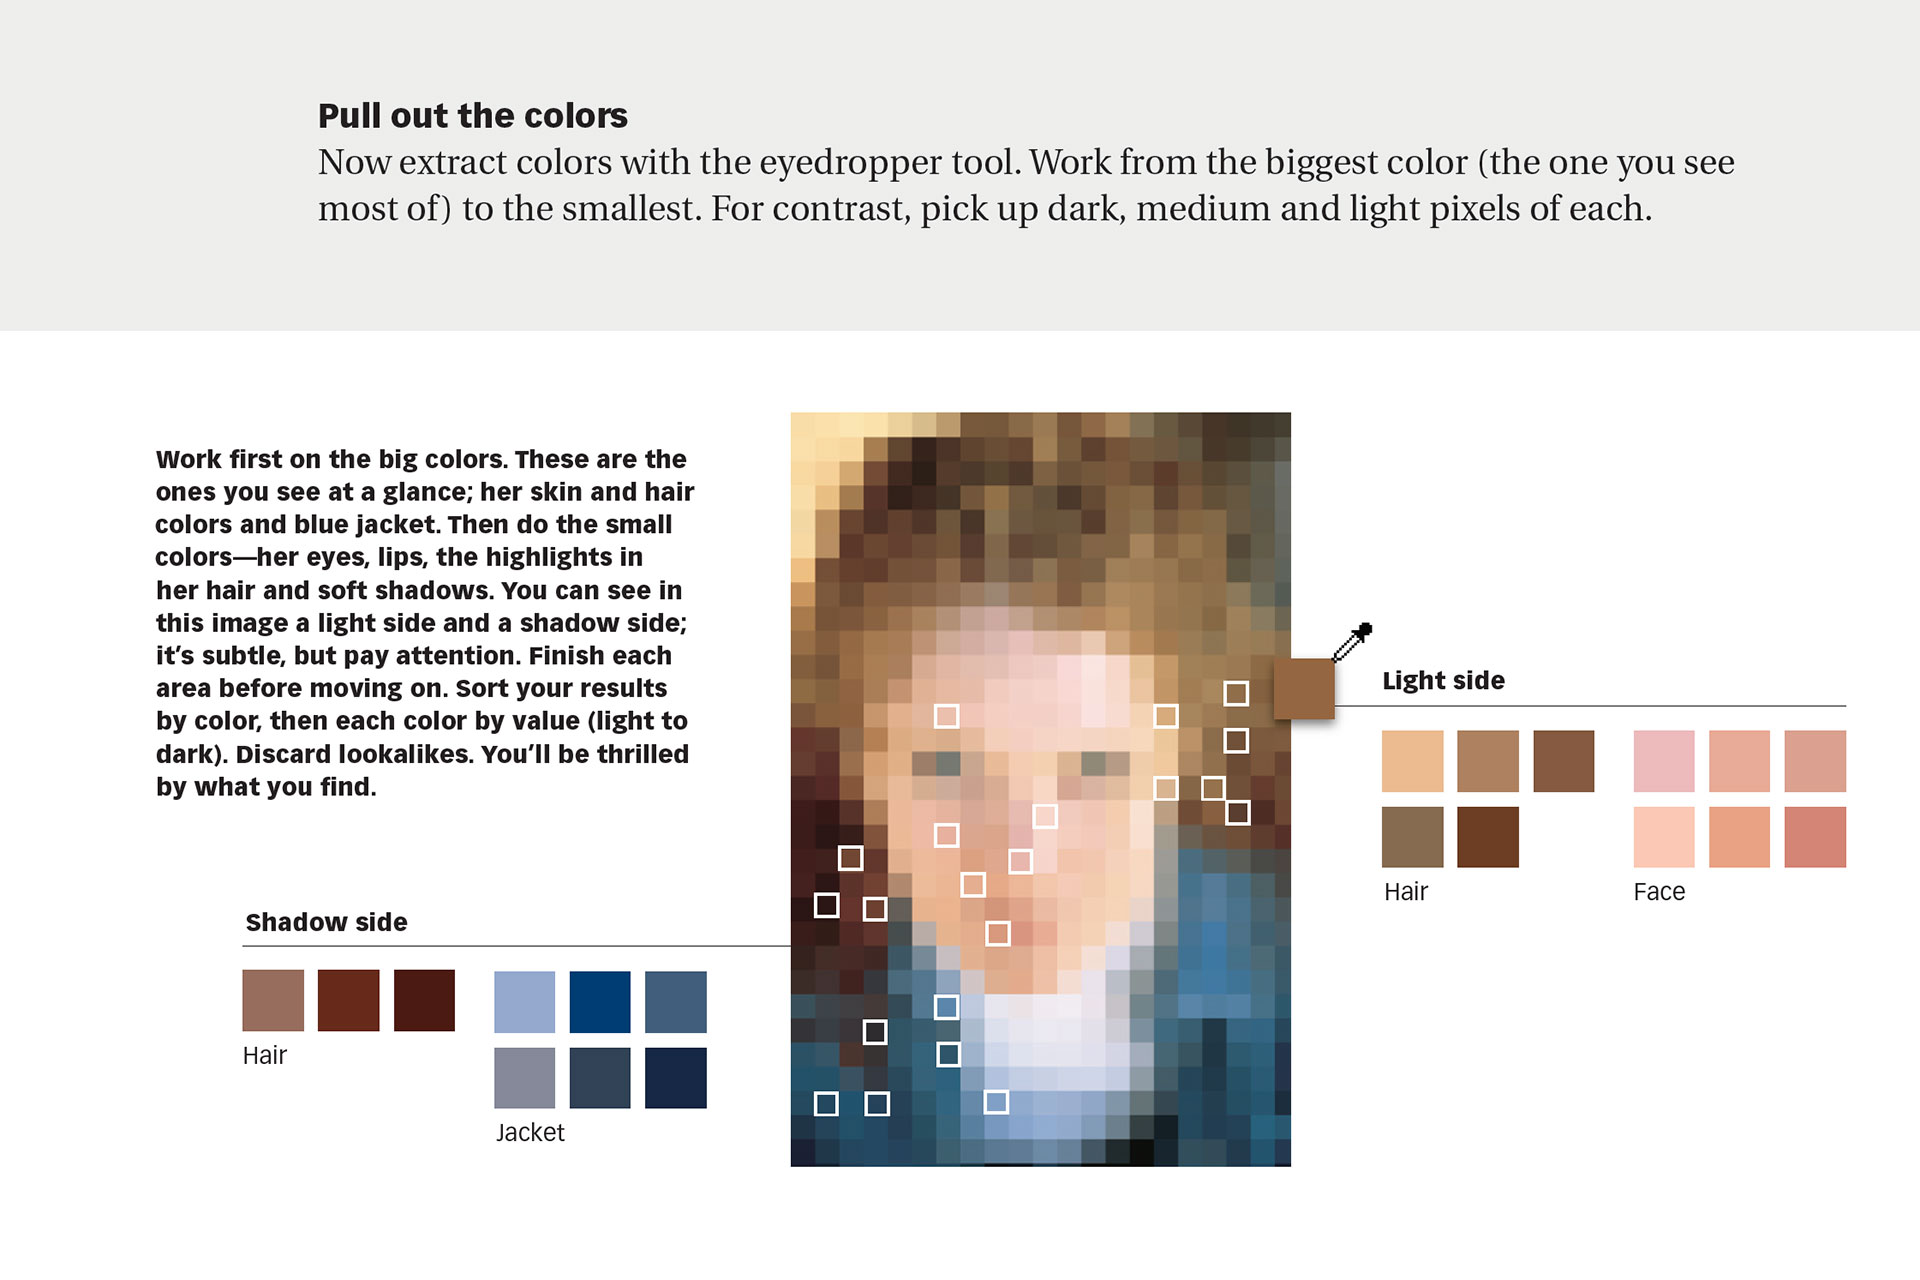 Pull out the colors
Now extract colors with the eyedropper tool. Work from the biggest color (the one you see
most of) to the smallest. For contrast, pick up dark, medium and light pixels of each.
Work first on the big colors. These are the
ones you see at a glance; her skin and hair
colors and blue jacket. Then do the small
colors—her eyes, lips, the highlights in
her hair and soft shadows. You can see in
this image a light side and a shadow side;
it’s subtle, but pay attention. Finish each
area before moving on. Sort your results
by color, then each color by value (light to
dark). Discard lookalikes. You’ll be thrilled
by what you find.
Light side
Hair
Face
Shadow side
Hair
Jacket